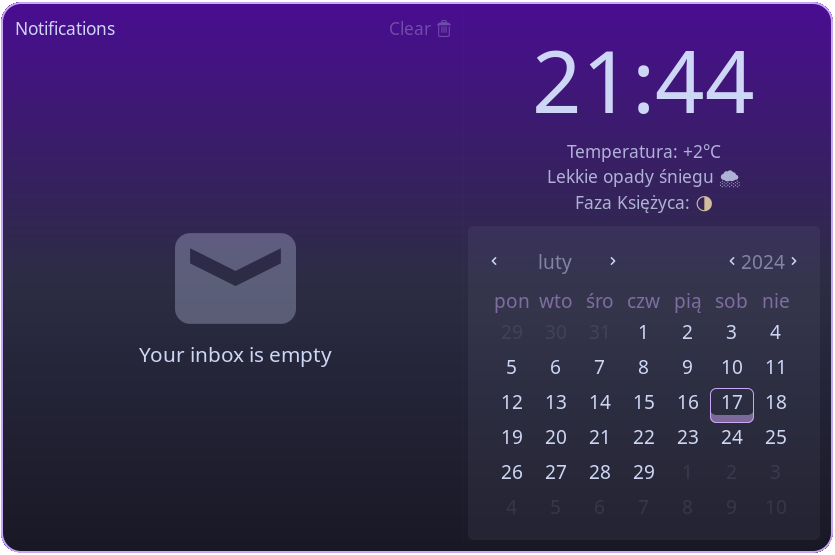 Notifications
Clear
Your inbox is empty
21:44
Temperatura: +2°C
Lekkie opady śniegu
Faza Księżyca:
luty 2024
pon wto śro czw pią sob nie
29 30 31 1 2 3 4
5 6 7 8 9 10 11
12 13 14 15 16 17 18
19 20 21 22 23 24 25
26 27 28 29 1 2 3
4 5 6 7 8 9 10